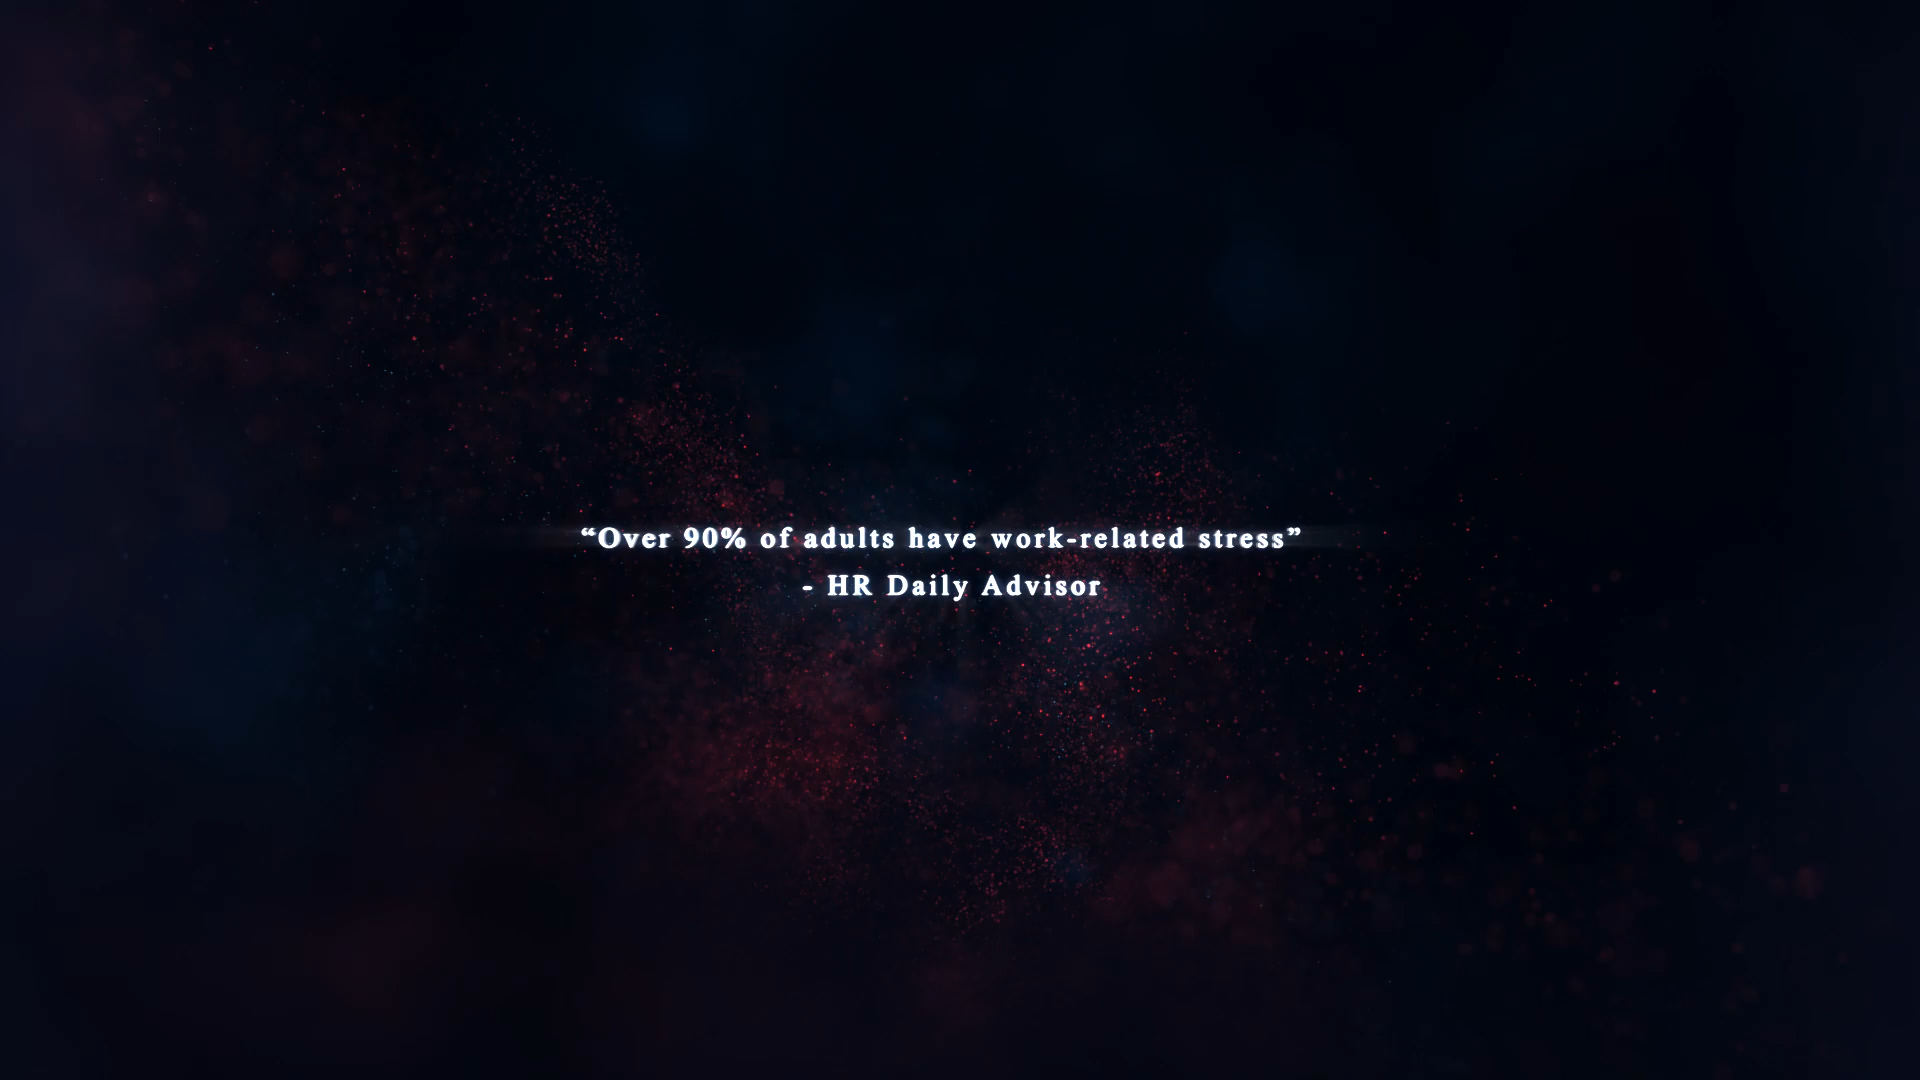 “Over 90% of adults have work-related stress”
- HR Daily Advisor